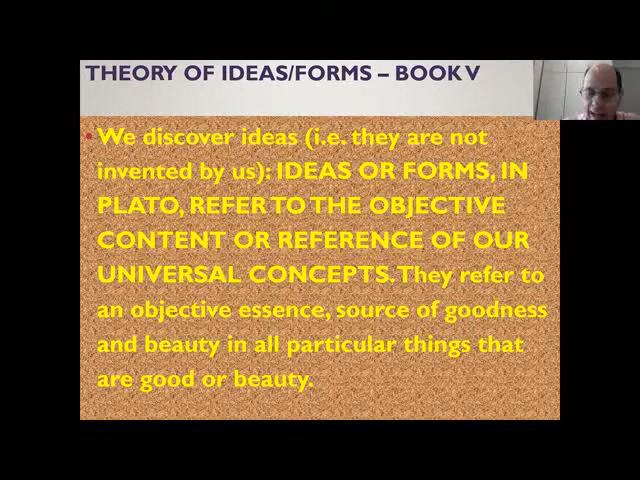 THEORY OF IDEAS/FORMS – BOOK V
• We discover ideas (i.e. they are not
invented by us): IDEAS OR FORMS, IN
PLATO, REFER TO THE OBJECTIVE
CONTENT OR REFERENCE OF OUR
UNIVERSAL CONCEPTS. They refer to
an objective essence, source of goodness
and beauty in all particular things that
are good or beauty.